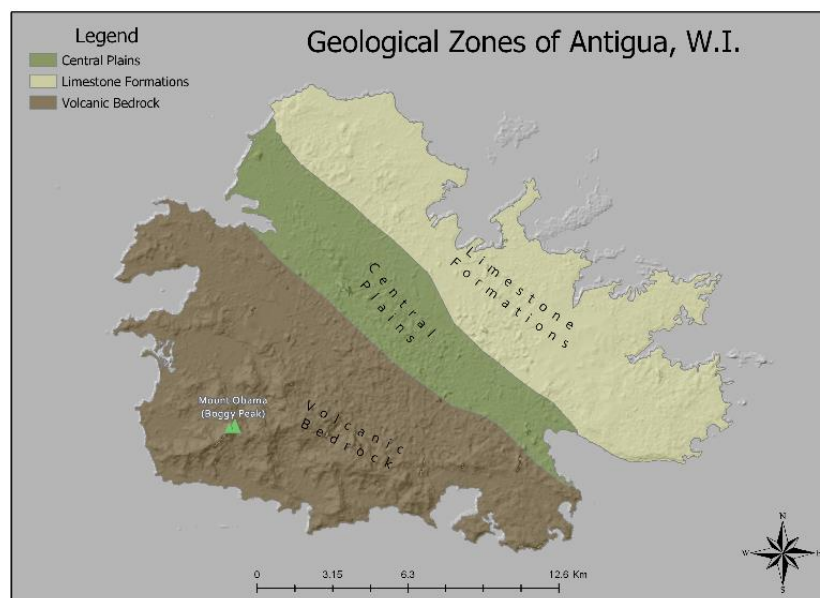 Legend
Central Plains
Limestone Formations
Volcanic Bedrock
Geological Zones of Antigua, W.I.
Limestone
Formations
Central
Plains
Mount Obama
(Boggy Peak)
Volcanic
Bedrock
N
W
E
S
0 3.15 6.3 12.6 Km